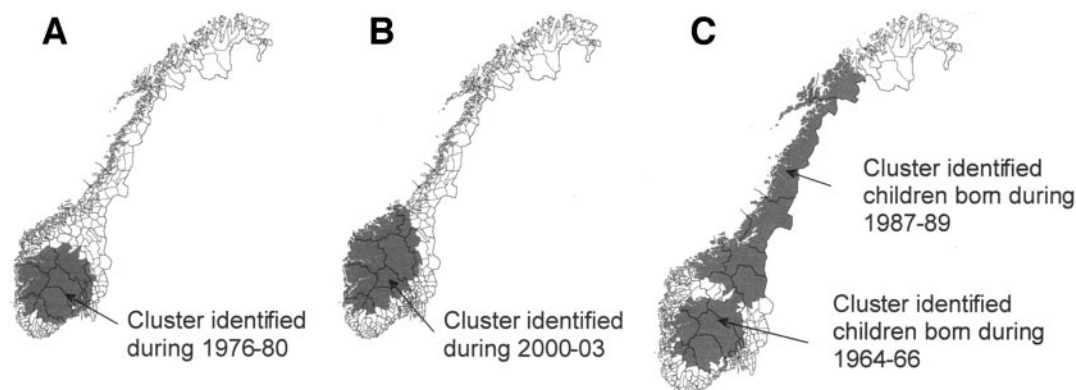 A
B
C
Cluster identified
during 1976-80
Cluster identified
during 2000-03
Cluster identified
children born during
1987-89
Cluster identified
children born during
1964-66